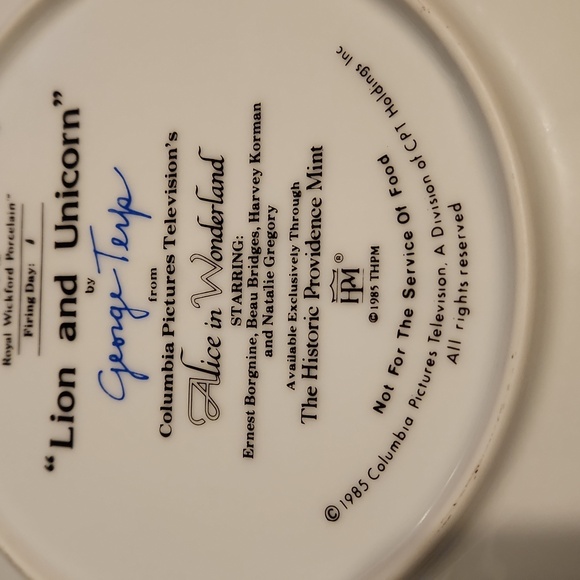 Royal Wickford Porcelain™
Firing Day:
“Lion and Unicorn”
by
George Terp
from
Columbia Pictures Television's
Alice in Wonderland
STARRING:
Ernest Borgnine, Beau Bridges, Harvey Korman
and Natalie Gregory
Available Exclusively Through
The Historic Providence Mint
HPM®
©1985 THPM
Not For The Service Of Food
©1985 Columbia Pictures Television, A Division of CPT Holdings Inc
All rights reserved